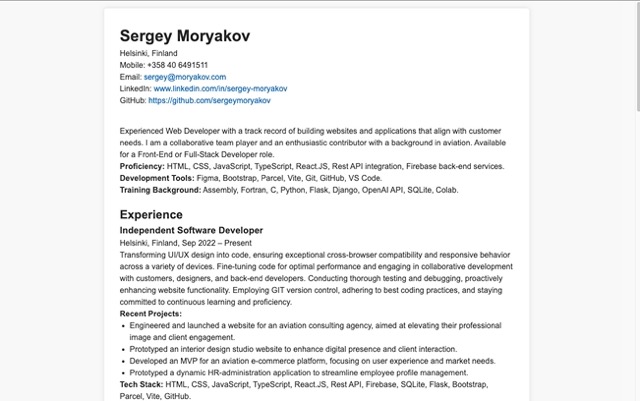 Sergey Moryakov
Helsinki, Finland
Mobile: +358 40 6491511
Email: sergey@moryakov.com
LinkedIn: www.linkedin.com/in/sergey-moryakov
GitHub: https://github.com/sergeymoryakov
Experienced Web Developer with a track record of building websites and applications that align with customer
needs. I am a collaborative team player and an enthusiastic contributor with a background in aviation. Available
for a Front-End or Full-Stack Developer role.
Proficiency: HTML, CSS, JavaScript, TypeScript, React.JS, Rest API integration, Firebase back-end services.
Development Tools: Figma, Bootstrap, Parcel, Vite, Git, GitHub, VS Code.
Training Background: Assembly, Fortran, C, Python, Flask, Django, OpenAI API, SQLite, Colab.
Experience
Independent Software Developer
Helsinki, Finland, Sep 2022 – Present
Transforming UI/UX design into code, ensuring exceptional cross-browser compatibility and responsive behavior
across a variety of devices. Fine-tuning code for optimal performance and engaging in collaborative development
with customers, designers, and back-end developers. Conducting thorough testing and debugging, proactively
enhancing website functionality. Employing GIT version control, adhering to best coding practices, and staying
committed to continuous learning and proficiency.
Recent Projects:
• Engineered and launched a website for an aviation consulting agency, aimed at elevating their professional
image and client engagement.
• Prototyped an interior design studio website to enhance digital presence and client interaction.
• Developed an MVP for an aviation e-commerce platform, focusing on user experience and market needs.
• Prototyped a dynamic HR-administration application to streamline employee profile management.
Tech Stack: HTML, CSS, JavaScript, TypeScript, React.JS, Rest API, Firebase, SQLite, Flask, Bootstrap,
Parcel, Vite, GitHub.